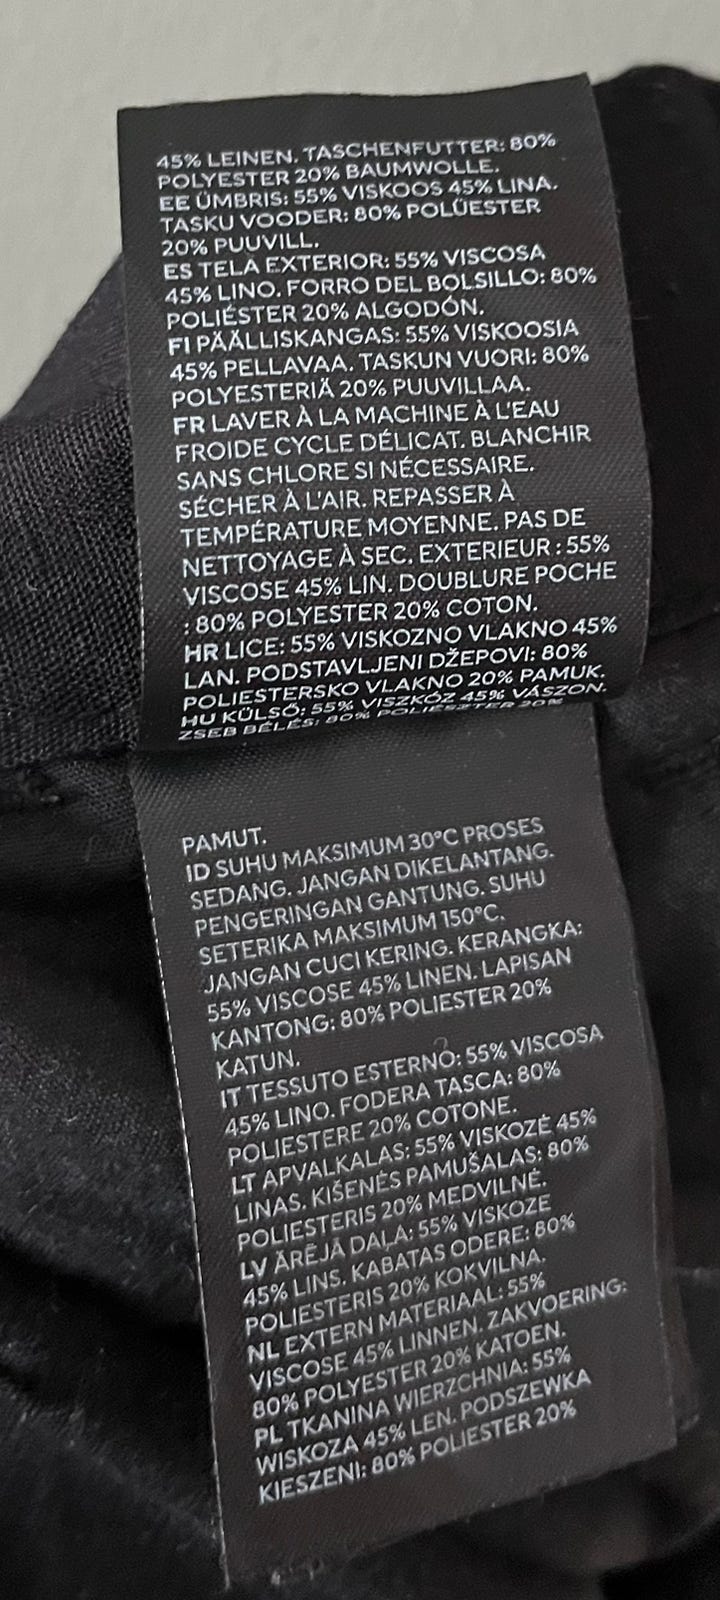 45% LEINEN. TASCHENFUTTER: 80%
POLYESTER 20% BAUMWOLLE.
EE ÜMBRIS: 55% VISKOOS 45% LINA.
TASKU VOODER: 80% POLÜESTER
20% PUUVILL.
ES TELA EXTERIOR: 55% VISCOSA
45% LINO. FORRO DEL BOLSILLO: 80%
POLIÉSTER 20% ALGODÓN.
FI PÄÄLLISKANGAS: 55% VISKOOSIA
45% PELLAVAA. TASKUN VUORI: 80%
POLYESTERIÄ 20% PUUVILLAA.
FR LAVER À LA MACHINE À L'EAU
FROIDE CYCLE DÉLICAT. BLANCHIR
SANS CHLORE SI NÉCESSAIRE.
SÉCHER À L'AIR. REPASSER À
TEMPÉRATURE MOYENNE. PAS DE
NETTOYAGE À SEC. EXTERIEUR : 55%
VISCOSE 45% LIN. DOUBLURE POCHE
: 80% POLYESTER 20% COTON.
HR LICE: 55% VISKOZNO VLAKNO 45%
LAN. PODSTAVLJENI DŽEPOVI: 80%
POLIESTERSKO VLAKNO 20% PAMUK.
HU KÜLSŐ: 55% VISZKÓZ 45% VÁSZON.
ZSEB BÉLÉS: 80% POLIÉSZTER 20%
PAMUT.
ID SUHU MAKSIMUM 30°C PROSES
SEDANG. JANGAN DIKELANTANG.
PENGERINGAN GANTUNG. SUHU
SETERIKA MAKSIMUM 150°C.
JANGAN CUCI KERING. KERANGKA:
55% VISCOSE 45% LINEN. LAPISAN
KANTONG: 80% POLIESTER 20%
KATUN.
IT TESSUTO ESTERNO: 55% VISCOSA
45% LINO. FODERA TASCA: 80%
POLIESTERE 20% COTONE.
LT APVALKALAS: 55% VISKOZĖ 45%
LINAS. KIŠENĖS PAMUŠALAS: 80%
POLIESTERIS 20% MEDVILNĖ.
LV ĀRĒJĀ DAĻA: 55% VISKOZE
45% LINS. KABATAS ODERE: 80%
POLIESTERIS 20% KOKVILNA.
NL EXTERN MATERIAAL: 55%
VISCOSE 45% LINNEN. ZAKVOERING:
80% POLYESTER 20% KATOEN.
PL TKANINA WIERZCHNIA: 55%
WISKOZA 45% LEN. PODSZEWKA
KIESZENI: 80% POLIESTER 20%